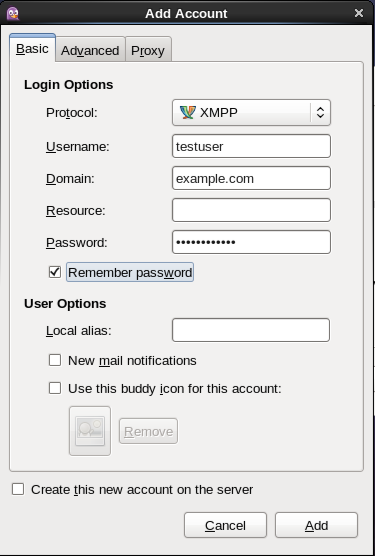 Add Account
Basic Advanced Proxy
Login Options
Protocol: XMPP
Username: testuser
Domain: example.com
Resource:
Password: ••••••••••••
Remember password
User Options
Local alias:
New mail notifications
Use this buddy icon for this account:
Remove
Create this new account on the server
Cancel Add